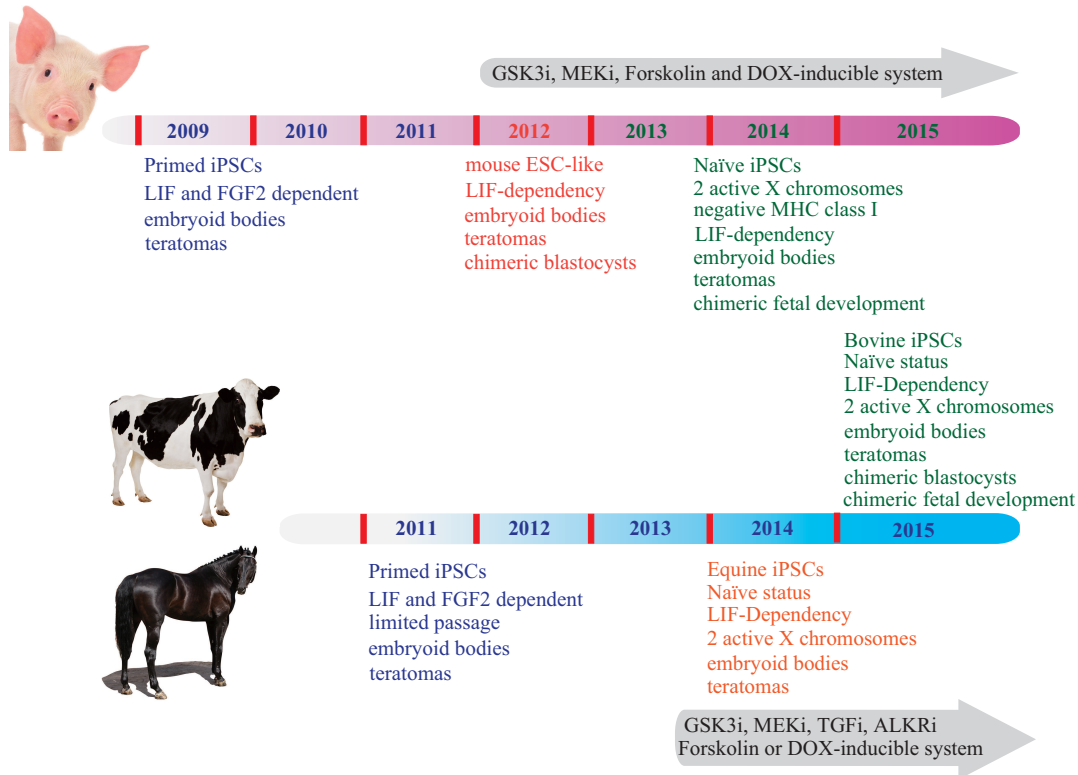 GSK3i, MEKi, Forskolin and DOX-inducible system
2009 2010 2011 2012 2013 2014 2015
Primed iPSCs
LIF and FGF2 dependent
embryoid bodies
teratomas
mouse ESC-like
LIF-dependency
embryoid bodies
teratomas
chimeric blastocysts
Naïve iPSCs
2 active X chromosomes
negative MHC class I
LIF-dependency
embryoid bodies
teratomas
chimeric fetal development
Bovine iPSCs
Naïve status
LIF-Dependency
2 active X chromosomes
embryoid bodies
teratomas
chimeric blastocysts
chimeric fetal development
2011 2012 2013 2014 2015
Primed iPSCs
LIF and FGF2 dependent
limited passage
embryoid bodies
teratomas
Equine iPSCs
Naïve status
LIF-Dependency
2 active X chromosomes
embryoid bodies
teratomas
GSK3i, MEKi, TGFi, ALKRi
Forskolin or DOX-inducible system